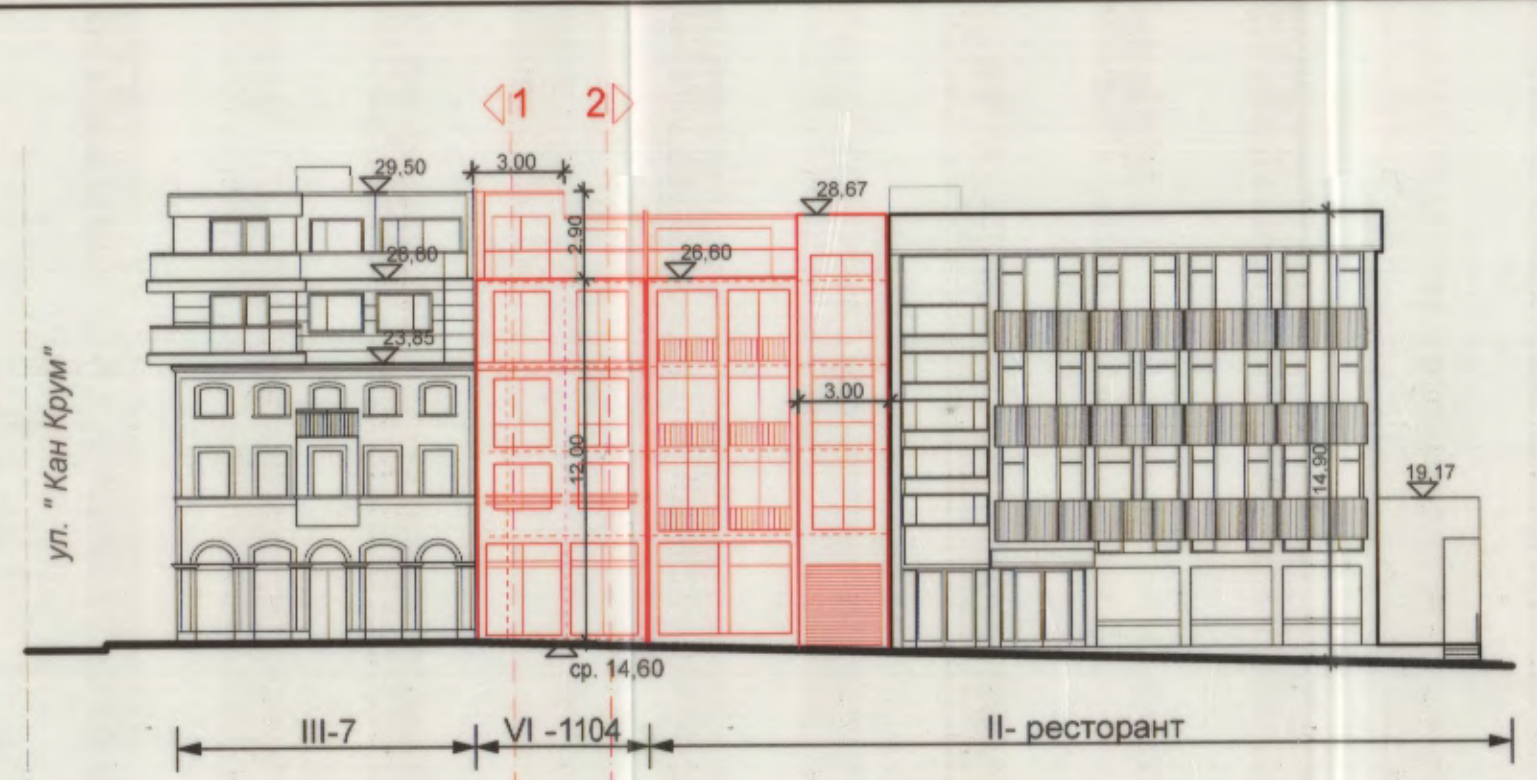 1 2
29,50
3.00
28,67
2.90
26,60
26,60
23,85
3.00
12.00
14.90
19,17
ул. " Кан Крум"
ср. 14,60
III-7
VI -1104
II- ресторант